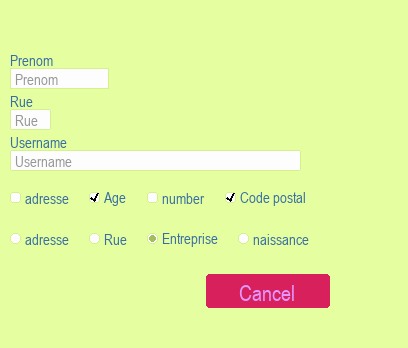 Prenom
Prenom
Rue
Rue
Username
Username
adresse Age number Code postal
adresse Rue Entreprise naissance
Cancel